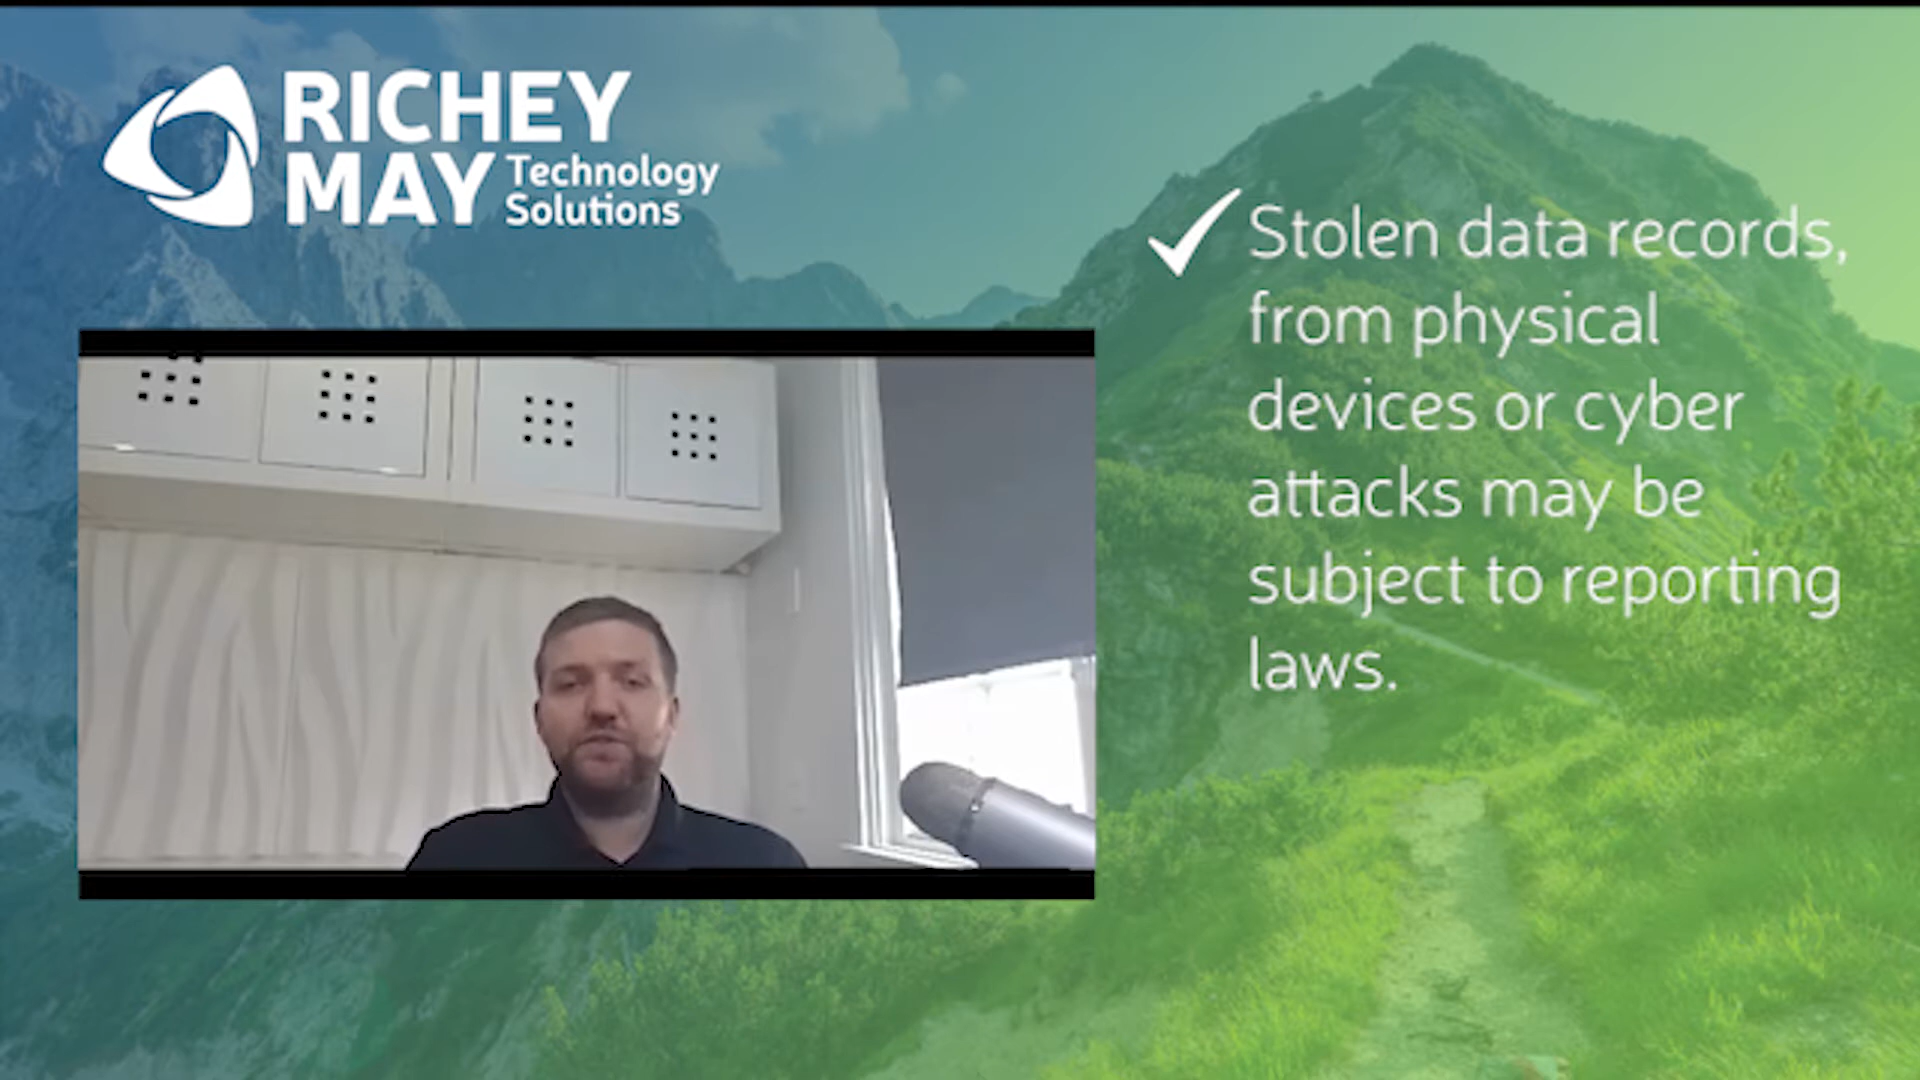 RICHEY
MAY Technology
Solutions
Stolen data records,
from physical
devices or cyber
attacks may be
subject to reporting
laws.